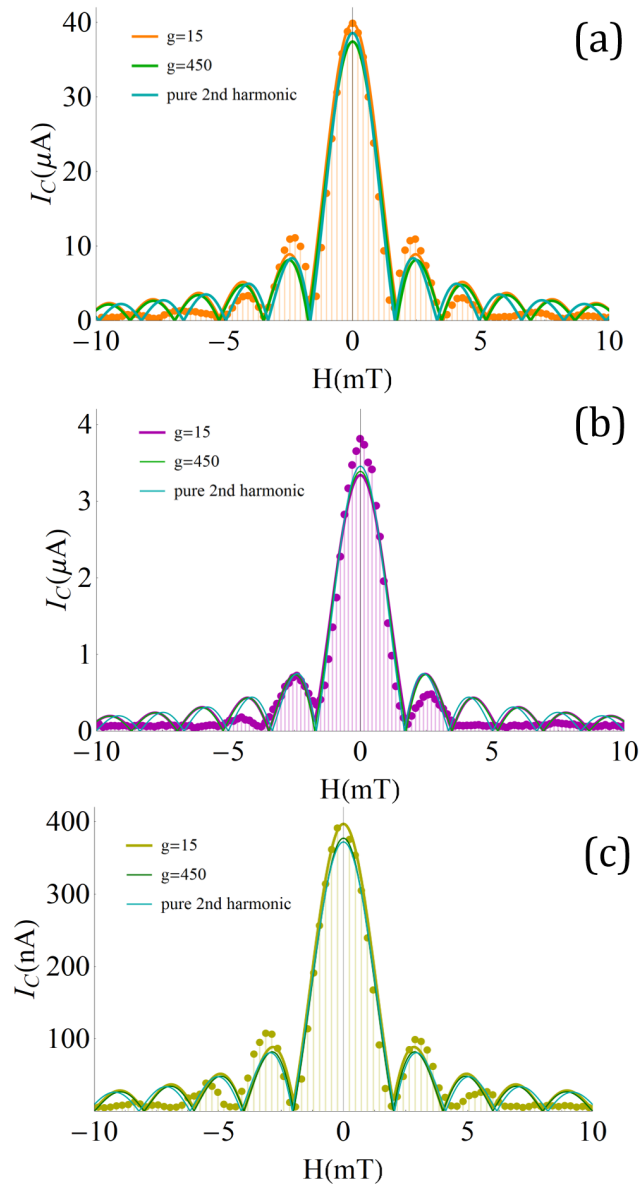 (a)
g=15
g=450
pure 2nd harmonic
I_C(μA)
40
30
20
10
0
−10
−5
0
5
10
H(mT)
(b)
g=15
g=450
pure 2nd harmonic
I_C(μA)
4
3
2
1
0
−10
−5
0
5
10
H(mT)
(c)
g=15
g=450
pure 2nd harmonic
I_C(nA)
400
300
200
100
−10
−5
0
5
10
H(mT)